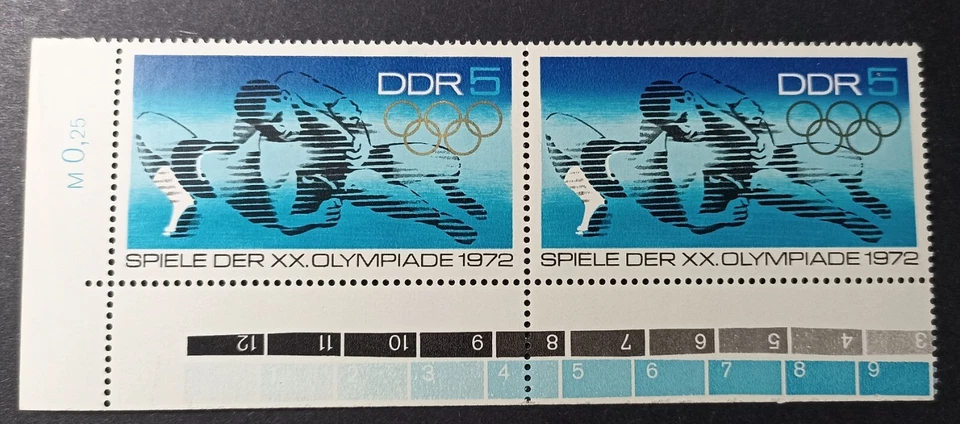 DDR 5
DDR 5
M 0,25
SPIELE DER XX. OLYMPIADE 1972
SPIELE DER XX. OLYMPIADE 1972
12 11 10 9 8 7 6 5 4 3
1 2 3 4 5 6 7 8 9